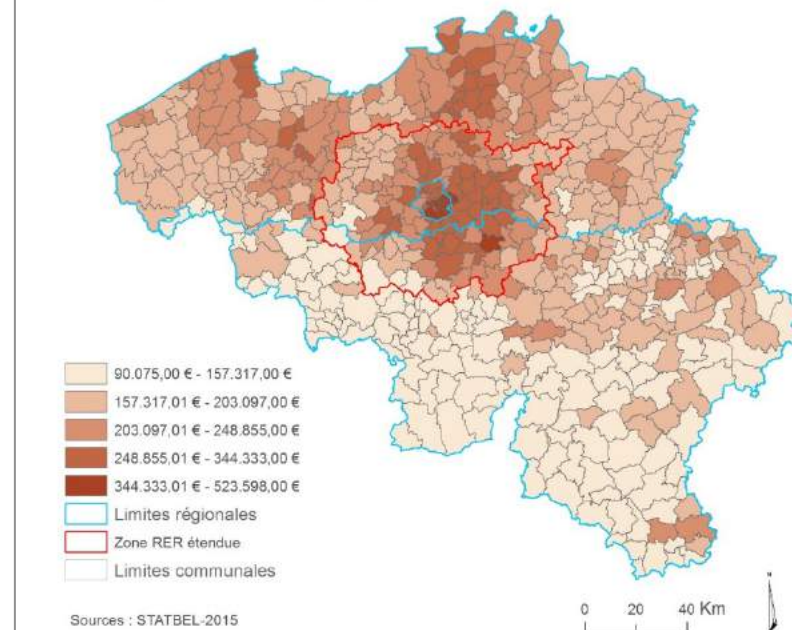 90.075,00 € - 157.317,00 €
157.317,01 € - 203.097,00 €
203.097,01 € - 248.855,00 €
248.855,01 € - 344.333,00 €
344.333,01 € - 523.598,00 €
Limites régionales
Zone RER étendue
Limites communales
Sources : STATBEL-2015
0 20 40 Km